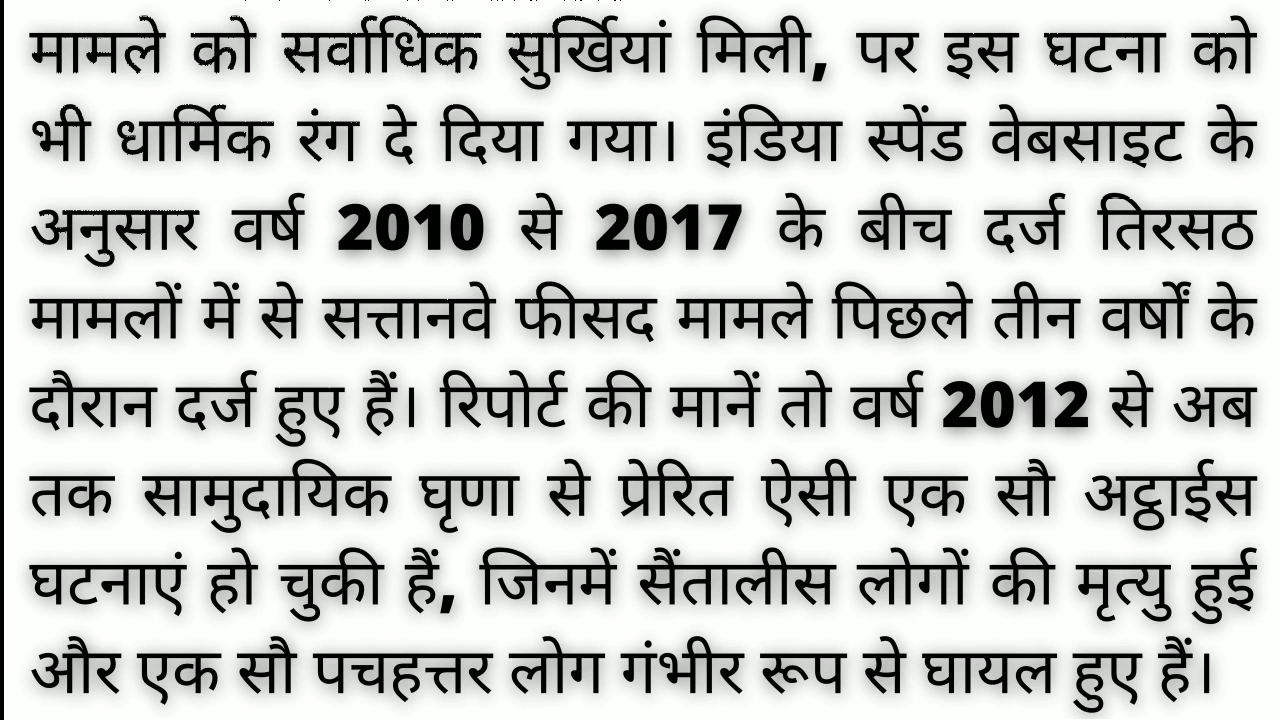 मामले को सर्वाधिक सुर्खियां मिली, पर इस घटना को
भी धार्मिक रंग दे दिया गया। इंडिया स्पेंड वेबसाइट के
अनुसार वर्ष 2010 से 2017 के बीच दर्ज तिरसठ
मामलों में से सत्तानवे फीसद मामले पिछले तीन वर्षों के
दौरान दर्ज हुए हैं। रिपोर्ट की मानें तो वर्ष 2012 से अब
तक सामुदायिक घृणा से प्रेरित ऐसी एक सौ अट्ठाईस
घटनाएं हो चुकी हैं, जिनमें सैंतालीस लोगों की मृत्यु हुई
और एक सौ पचहत्तर लोग गंभीर रूप से घायल हुए हैं।